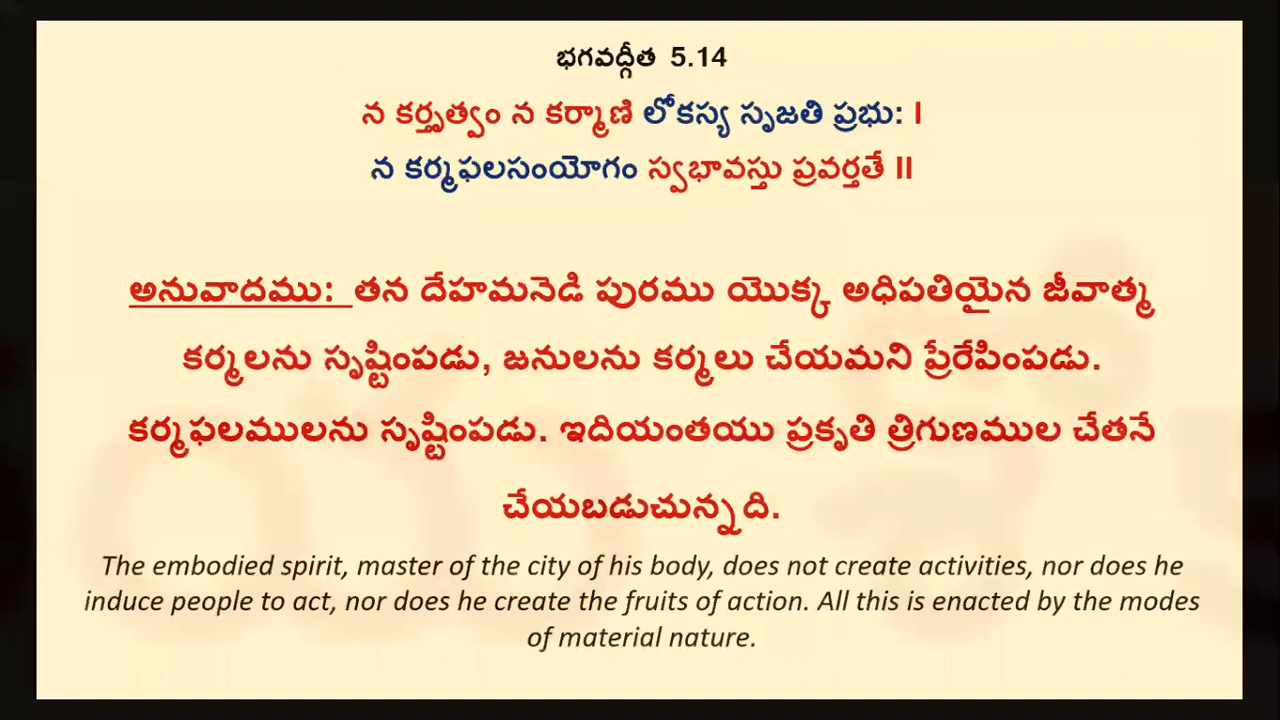 భగవద్గీత 5.14
న కర్తృత్వం న కర్మాణి లోకస్య సృజతి ప్రభు: I
న కర్మఫలసంయోగం స్వభావస్తు ప్రవర్తతే II
అనువాదము: తన దేహమనెడి పురము యొక్క అధిపతియైన జీవాత్మ
కర్మలను సృష్టింపడు, జనులను కర్మలు చేయమని ప్రేరేపింపడు.
కర్మఫలములను సృష్టింపడు. ఇదియంతయు ప్రకృతి త్రిగుణముల చేతనే
చేయబడుచున్నది.
The embodied spirit, master of the city of his body, does not create activities, nor does he
induce people to act, nor does he create the fruits of action. All this is enacted by the modes
of material nature.